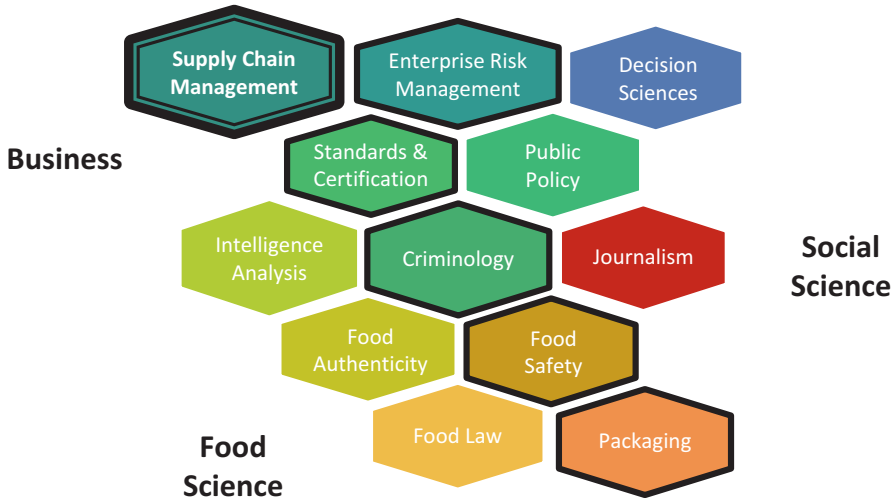 Supply Chain
Management
Enterprise Risk
Management
Decision
Sciences
Business
Standards &
Certification
Public
Policy
Intelligence
Analysis
Criminology
Journalism
Social
Science
Food
Authenticity
Food
Safety
Food Law
Packaging
Food
Science